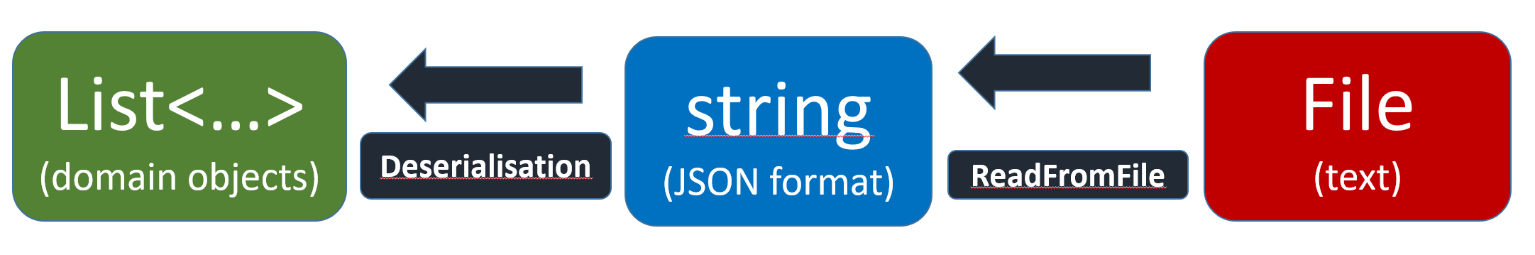 List<...>
(domain objects)
Deserialisation
string
(JSON format)
ReadFromFile
File
(text)